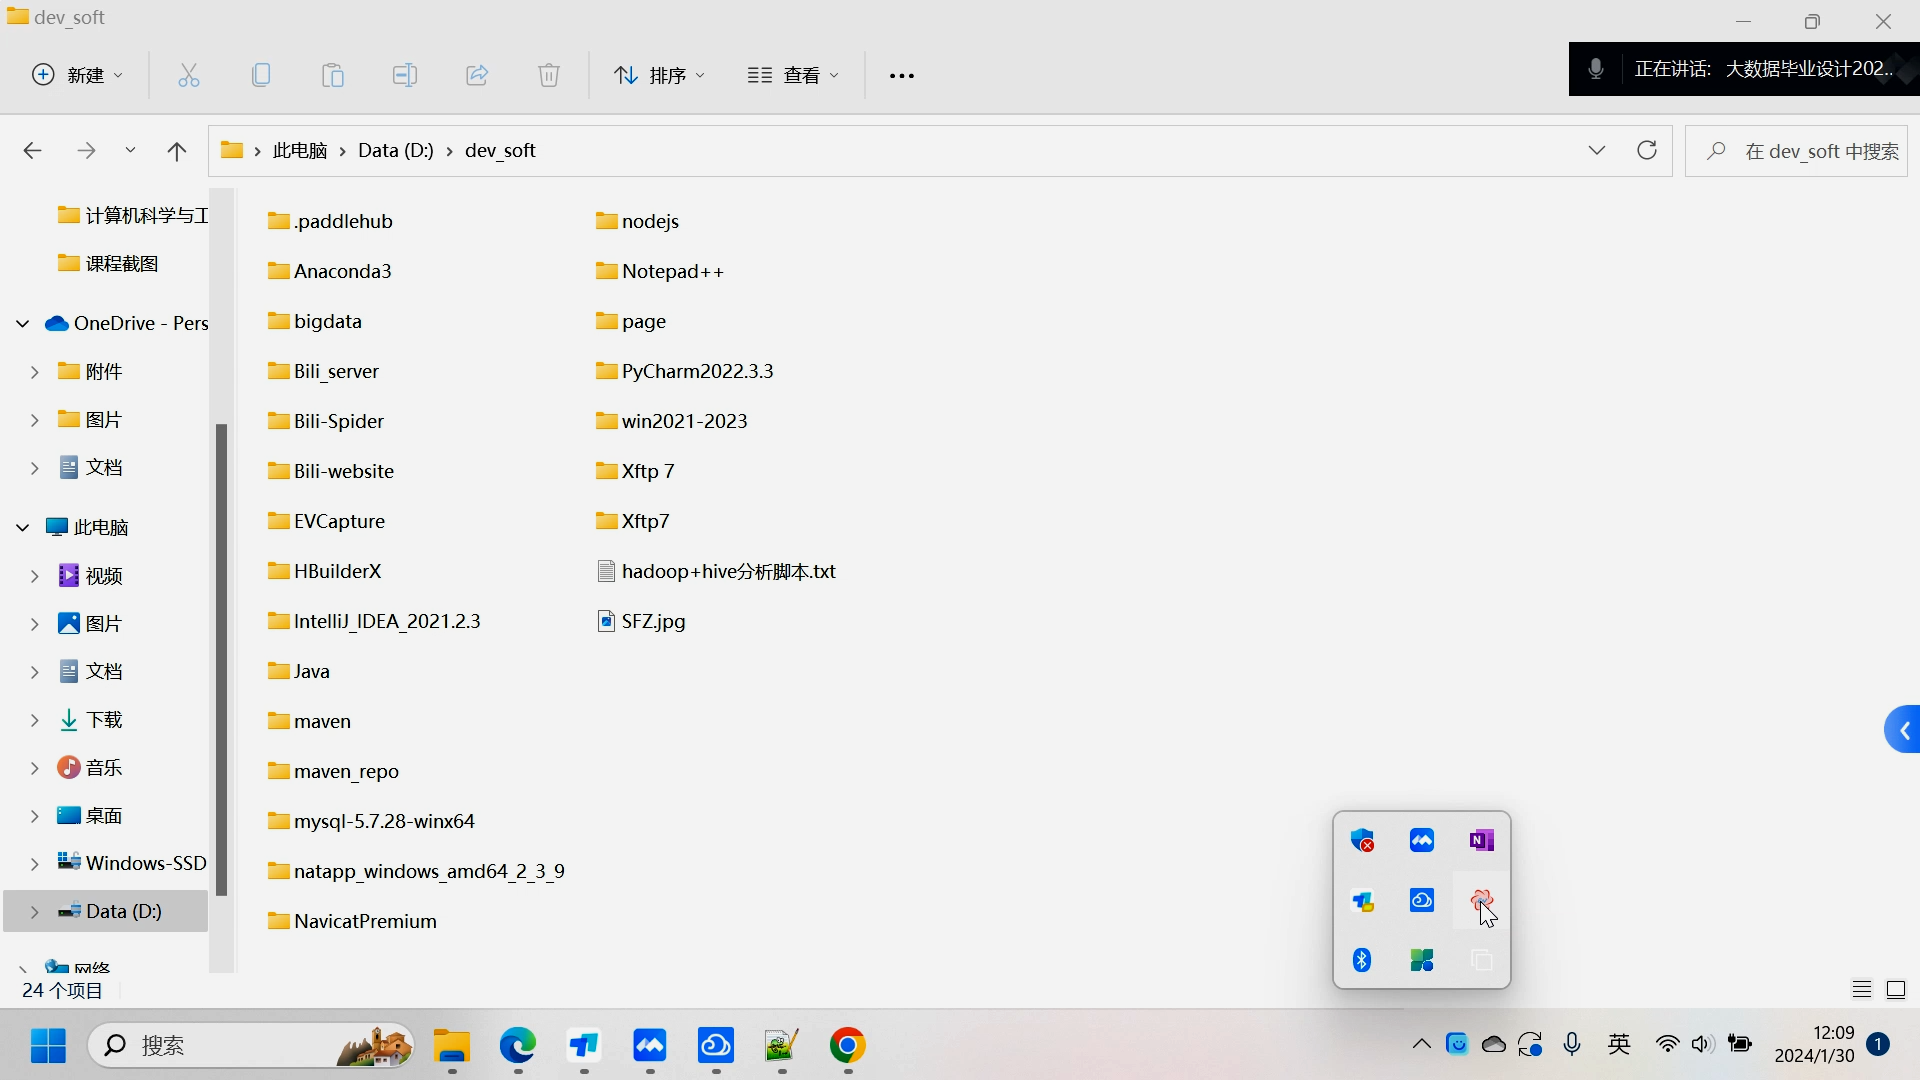 dev_soft
新建
排序
查看
正在讲话: 大数据毕业设计202...
此电脑 › Data (D:) › dev_soft
在 dev_soft 中搜索
计算机科学与工
课程截图
OneDrive - Pers
附件
图片
文档
此电脑
视频
图片
文档
下载
音乐
桌面
Windows-SSD
Data (D:)
网络
.paddlehub
Anaconda3
bigdata
Bili_server
Bili-Spider
Bili-website
EVCapture
HBuilderX
IntelliJ_IDEA_2021.2.3
Java
maven
maven_repo
mysql-5.7.28-winx64
natapp_windows_amd64_2_3_9
NavicatPremium
nodejs
Notepad++
page
PyCharm2022.3.3
win2021-2023
Xftp 7
Xftp7
hadoop+hive分析脚本.txt
SFZ.jpg
N
24 个项目
搜索
英
12:09
2024/1/30
1